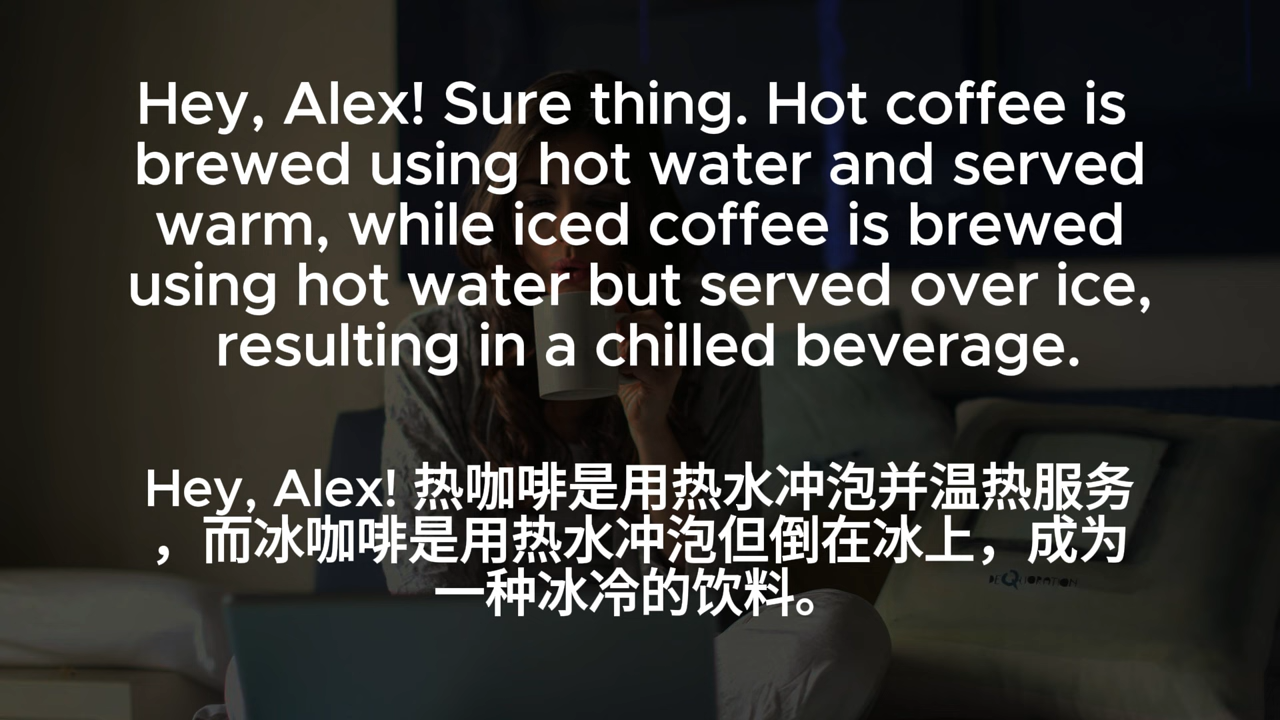 Hey, Alex! Sure thing. Hot coffee is
brewed using hot water and served
warm, while iced coffee is brewed
using hot water but served over ice,
resulting in a chilled beverage.
Hey, Alex! 热咖啡是用热水冲泡并温热服务
，而冰咖啡是用热水冲泡但倒在冰上，成为
一种冰冷的饮料。